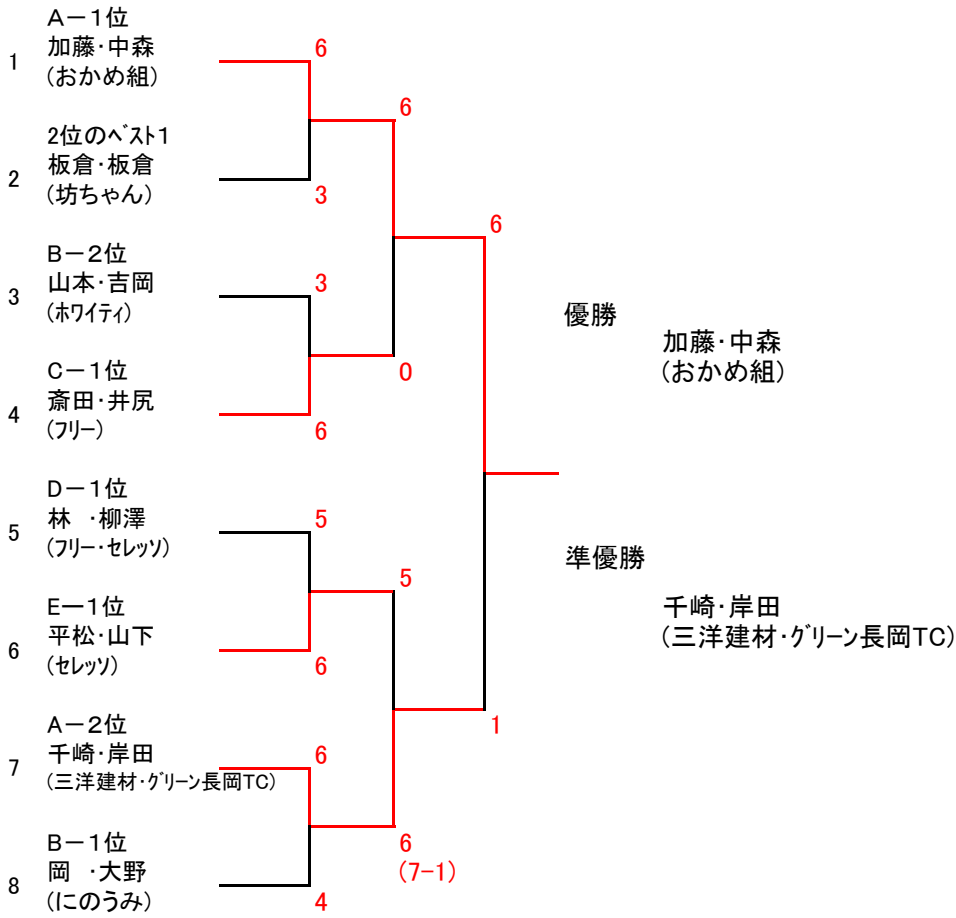 A－1位
1 加藤・中森
(おかめ組)
6
6
2位のﾍﾞｽﾄ1
2 板倉・板倉
(坊ちゃん)
3
6
B－2位
3 山本・吉岡
(ﾎﾜｲﾃｨ)
3
優勝
加藤・中森
(おかめ組)
C－1位
4 斎田・井尻
(ﾌﾘｰ)
0
6
D－1位
5 林　・柳澤
(ﾌﾘｰ・ｾﾚｯｿ)
5
5
準優勝
千崎・岸田
(三洋建材・ｸﾞﾘｰﾝ長岡TC)
E－1位
6 平松・山下
(ｾﾚｯｿ)
6
A－2位
7 千崎・岸田
(三洋建材・ｸﾞﾘｰﾝ長岡TC)
6
1
B－1位
8 岡　・大野
(にのうみ)
6
(7-1)
4